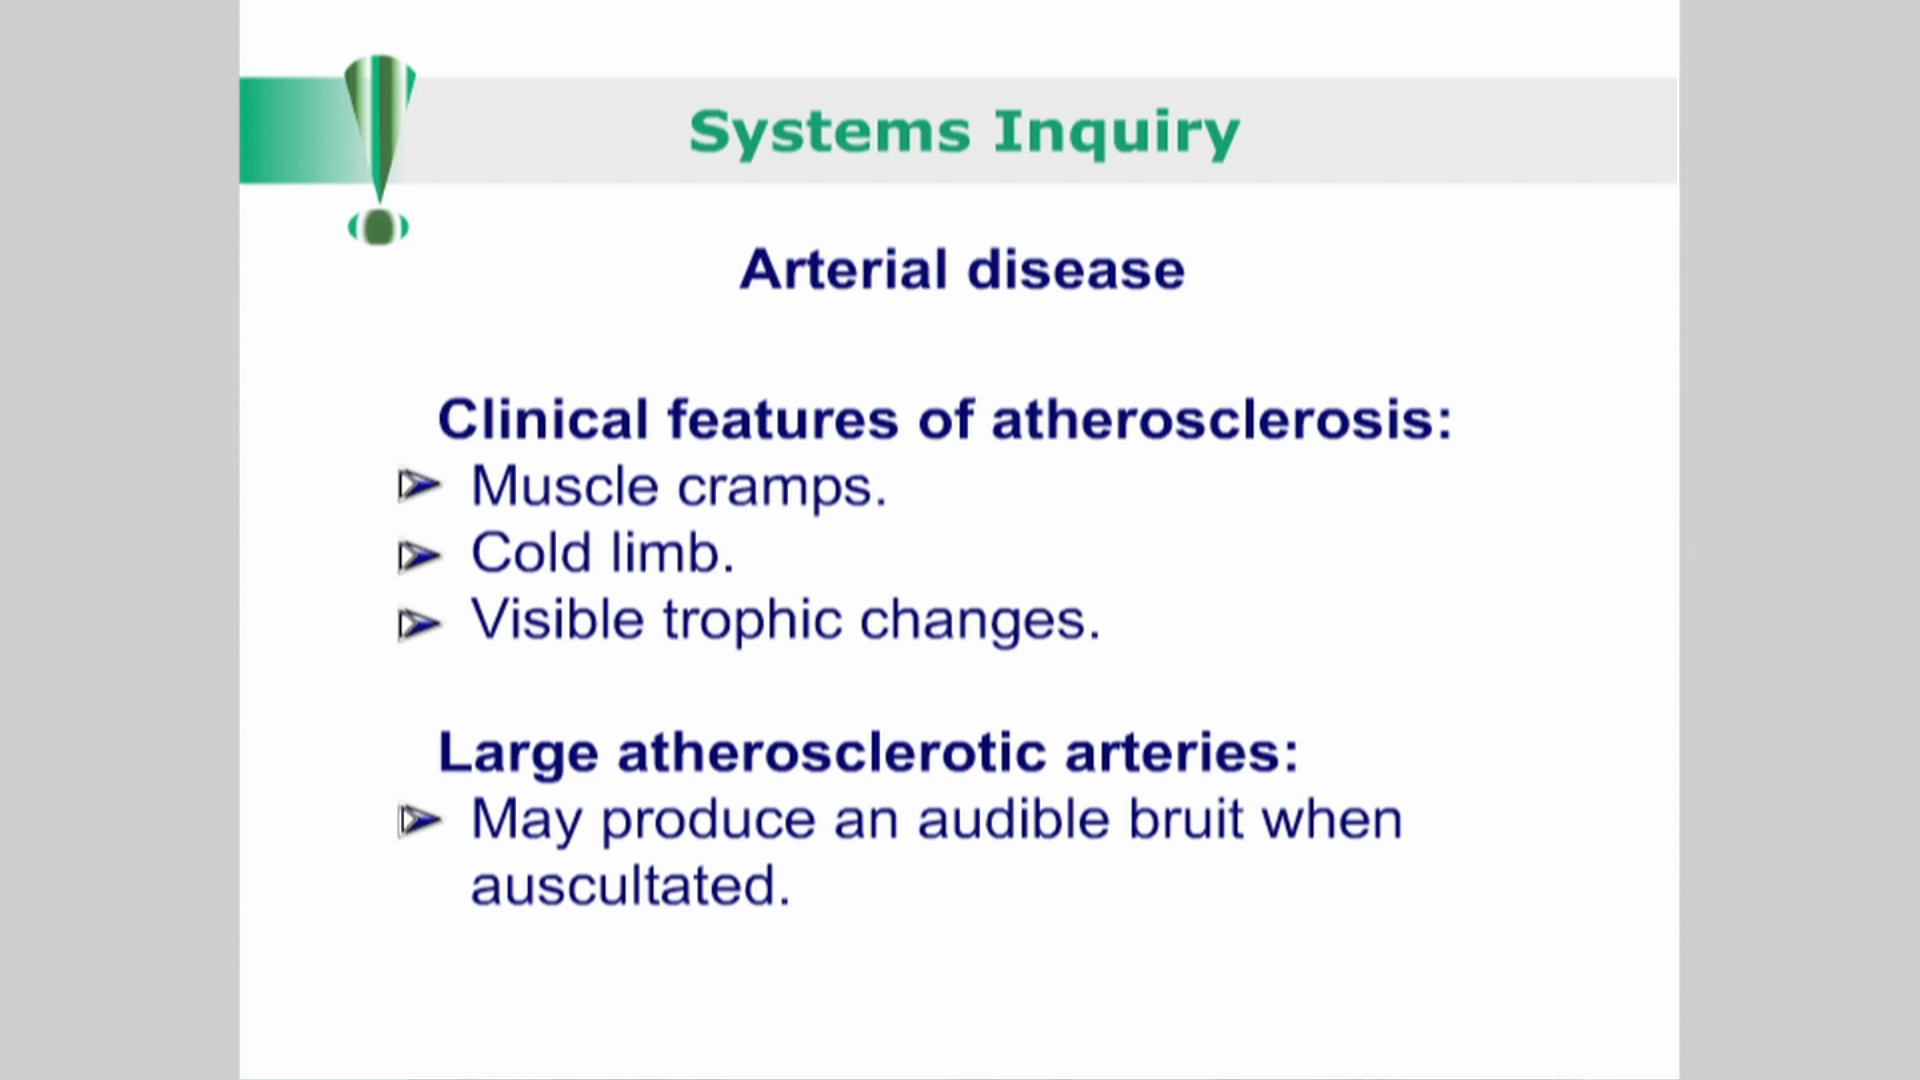 Systems Inquiry
Arterial disease
Clinical features of atherosclerosis:
Muscle cramps.
Cold limb.
Visible trophic changes.
Large atherosclerotic arteries:
May produce an audible bruit when
auscultated.